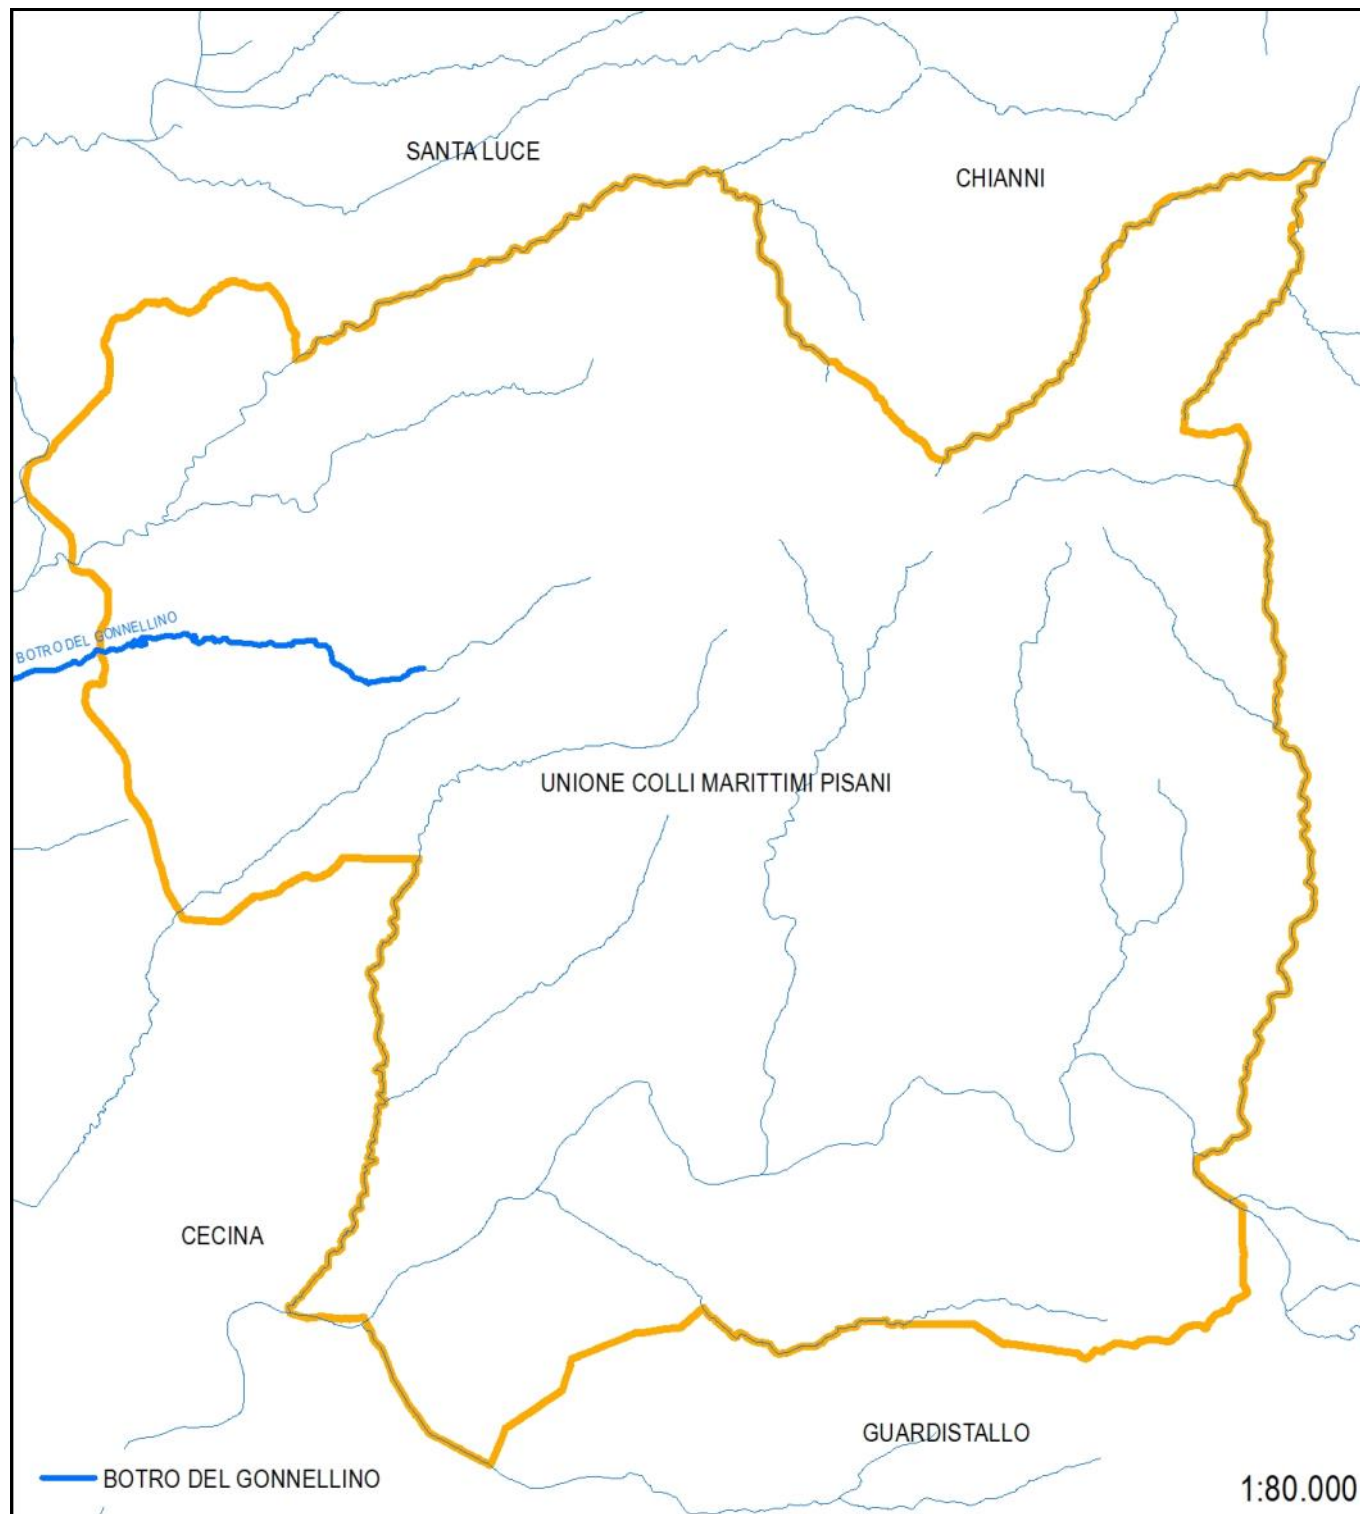 SANTA LUCE
CHIANNI
BOTRO DEL GONNELLINO
UNIONE COLLI MARITTIMI PISANI
CECINA
GUARDISTALLO
BOTRO DEL GONNELLINO
1:80.000